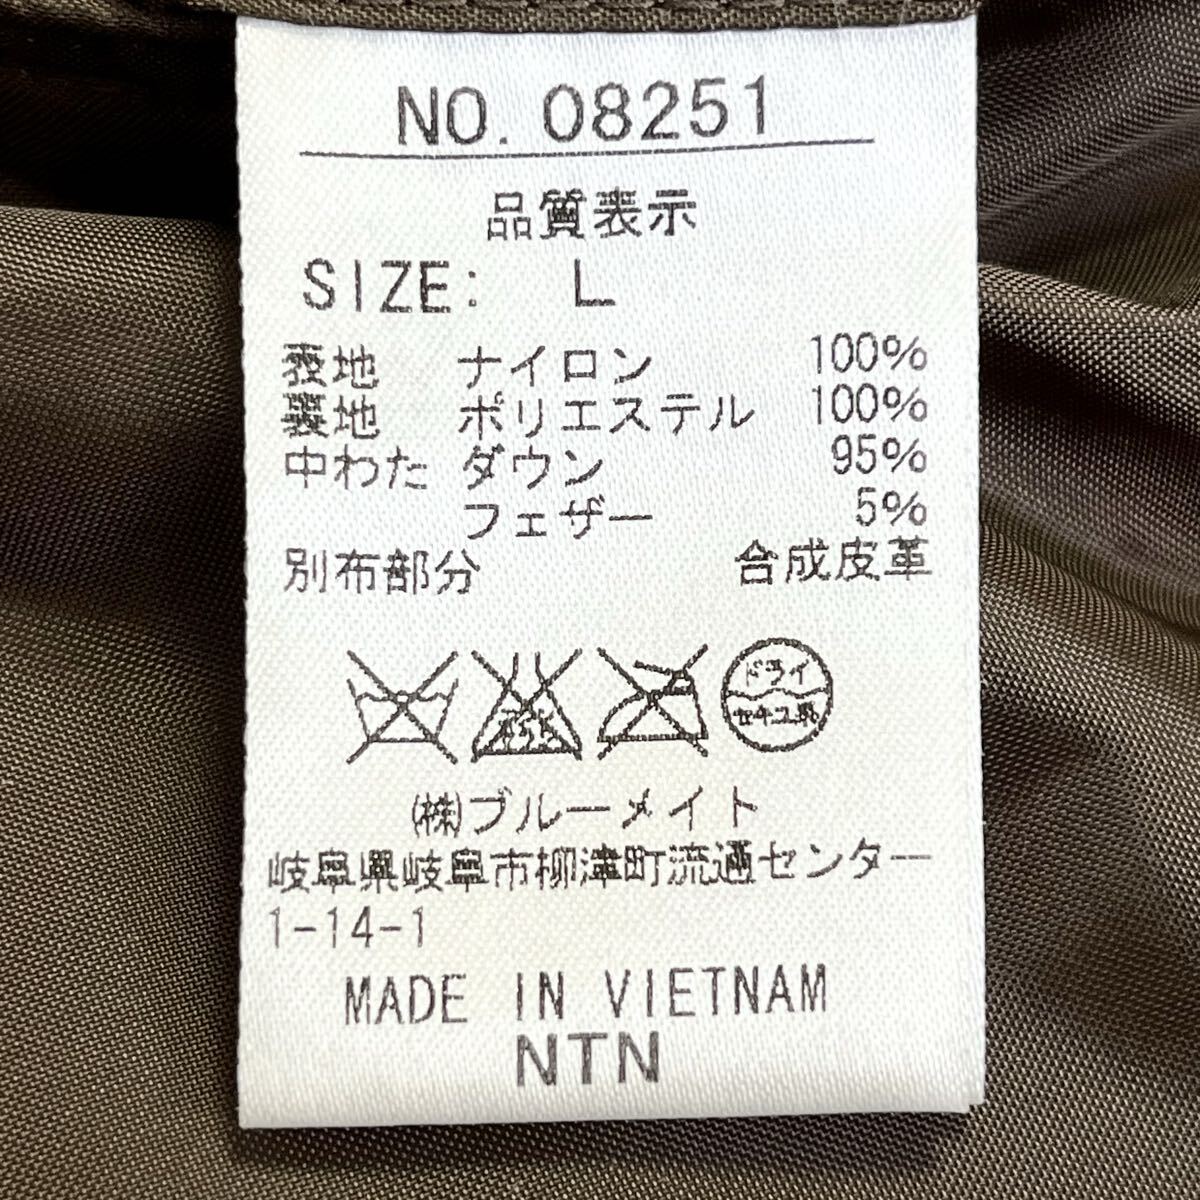 NO. 08251
品質表示
SIZE: L
表地 ナイロン 100%
裏地 ポリエステル 100%
中わた ダウン 95%
フェザー 5%
別布部分 合成皮革
ドライ
セキユ系
㈱ブルーメイト
岐阜県岐阜市柳津町流通センター
1-14-1
MADE IN VIETNAM
NTN